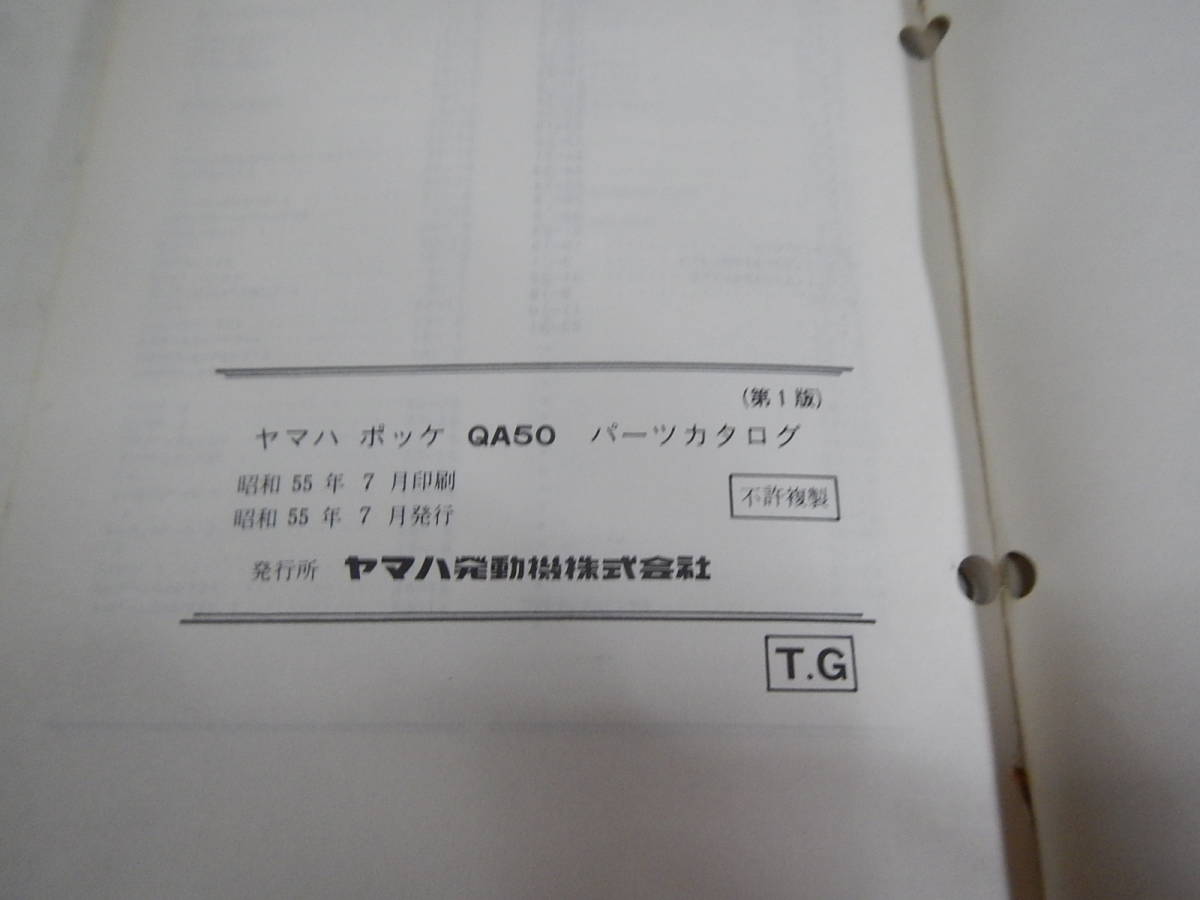 (第1版)
ヤマハ ポッケ QA50 パーツカタログ
昭和 55 年 7 月印刷
昭和 55 年 7 月発行
不許複製
発行所 ヤマハ発動機株式会社
T.G